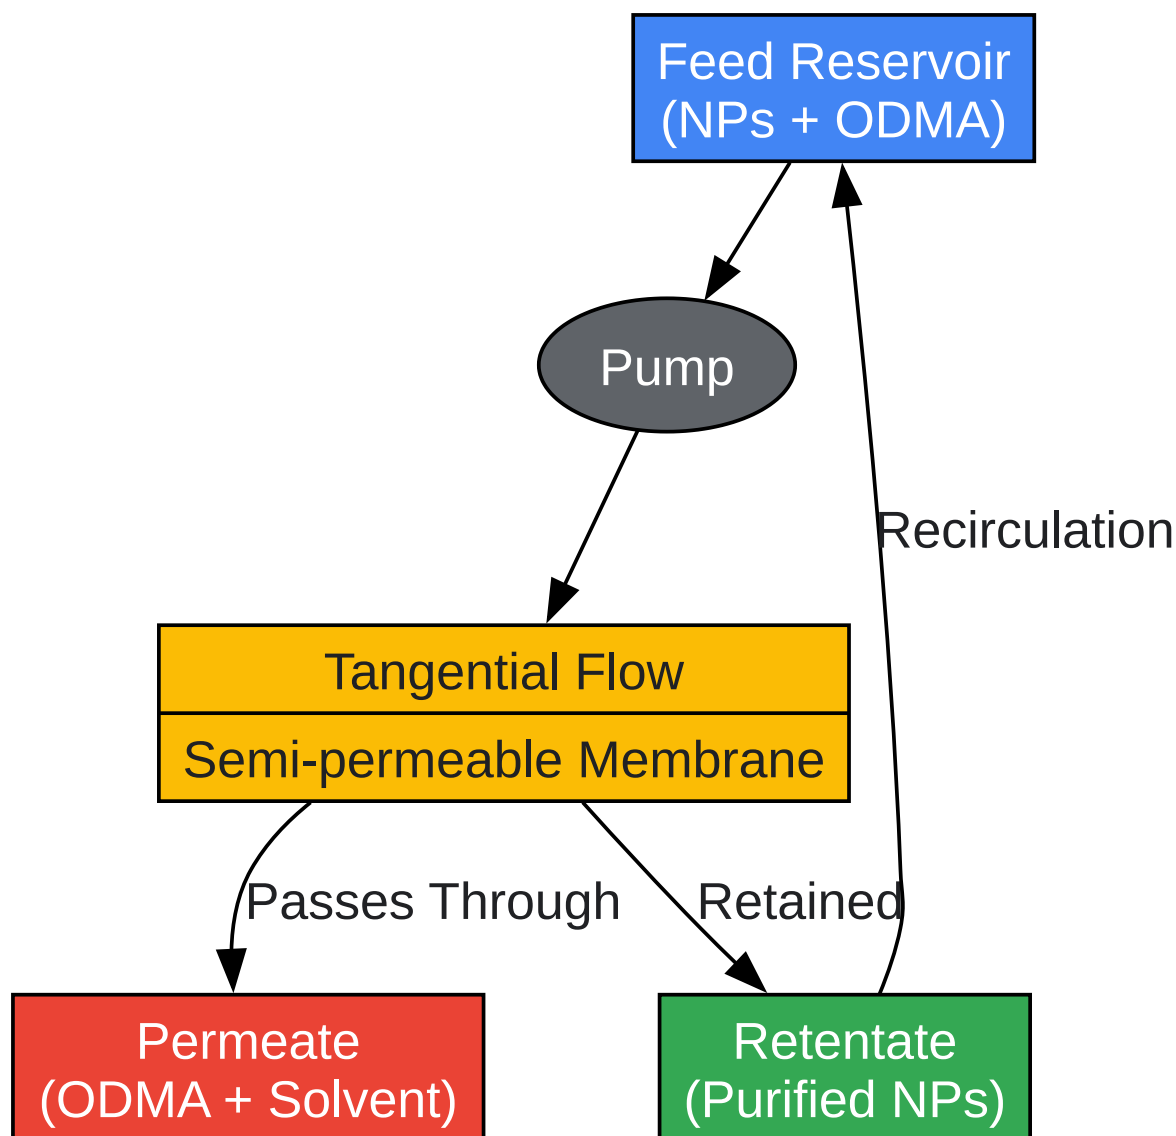 Feed Reservoir
(NPs + ODMA)
Pump
Recirculation
Tangential Flow
Semi-permeable Membrane
Passes Through
Retained
Permeate
(ODMA + Solvent)
Retentate
(Purified NPs)